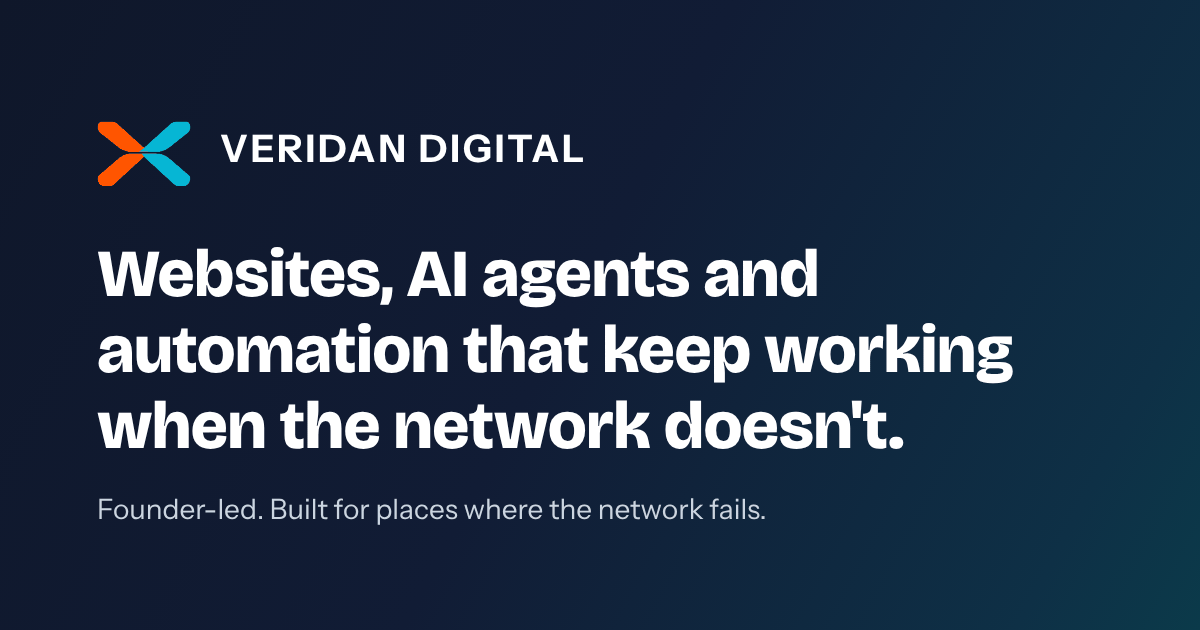 VERIDAN DIGITAL
Websites, AI agents and
automation that keep working
when the network doesn't.
Founder-led. Built for places where the network fails.